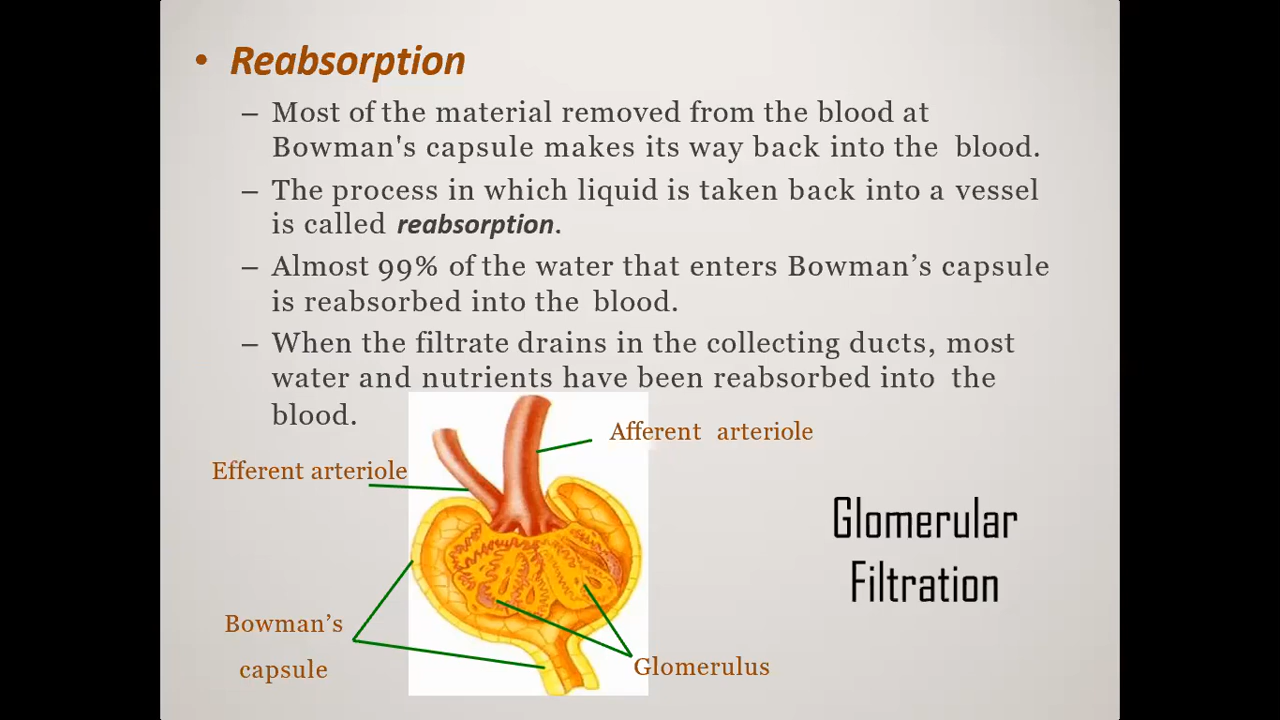 • Reabsorption
– Most of the material removed from the blood at
Bowman's capsule makes its way back into the blood.
– The process in which liquid is taken back into a vessel
is called reabsorption.
– Almost 99% of the water that enters Bowman’s capsule
is reabsorbed into the blood.
– When the filtrate drains in the collecting ducts, most
water and nutrients have been reabsorbed into the
blood.
Afferent arteriole
Efferent arteriole
Glomerular
Filtration
Bowman’s
capsule
Glomerulus